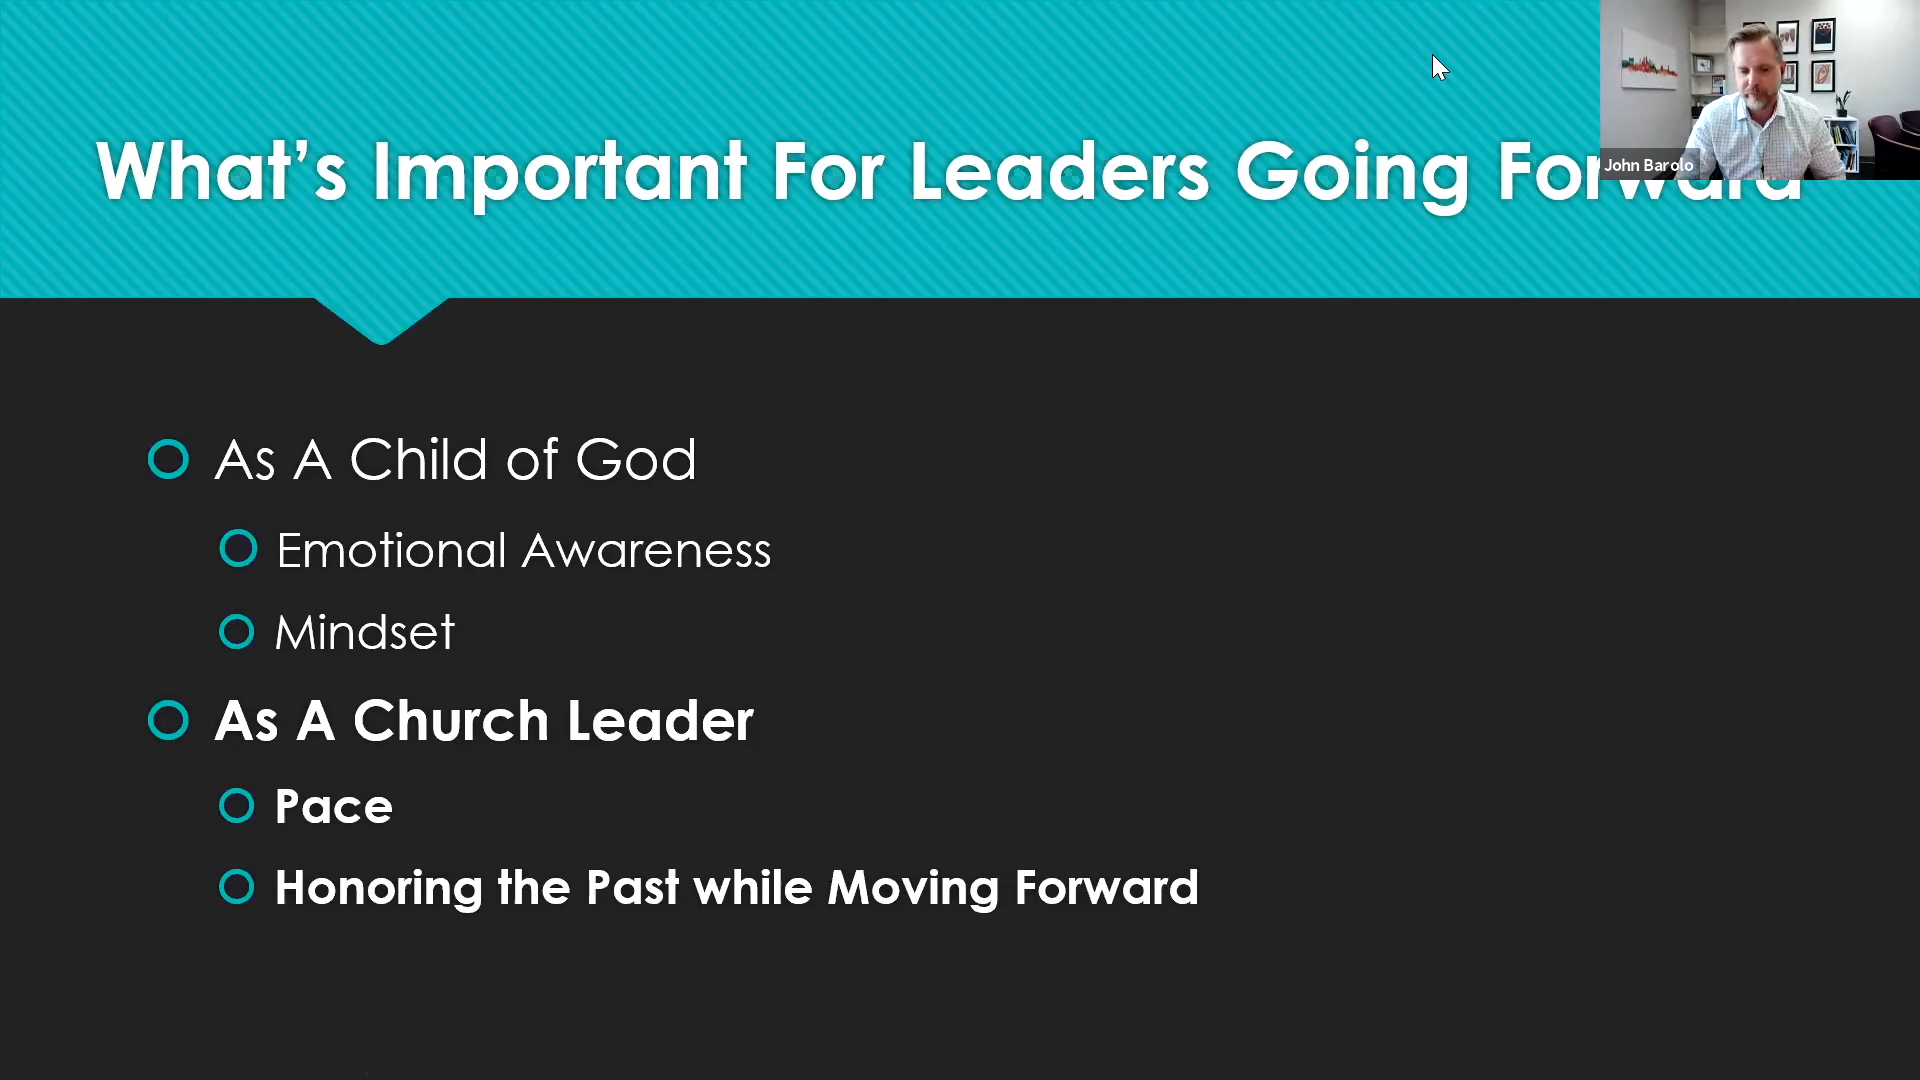 What's Important For Leaders Going Forward
John Barolo
As A Child of God
Emotional Awareness
Mindset
As A Church Leader
Pace
Honoring the Past while Moving Forward